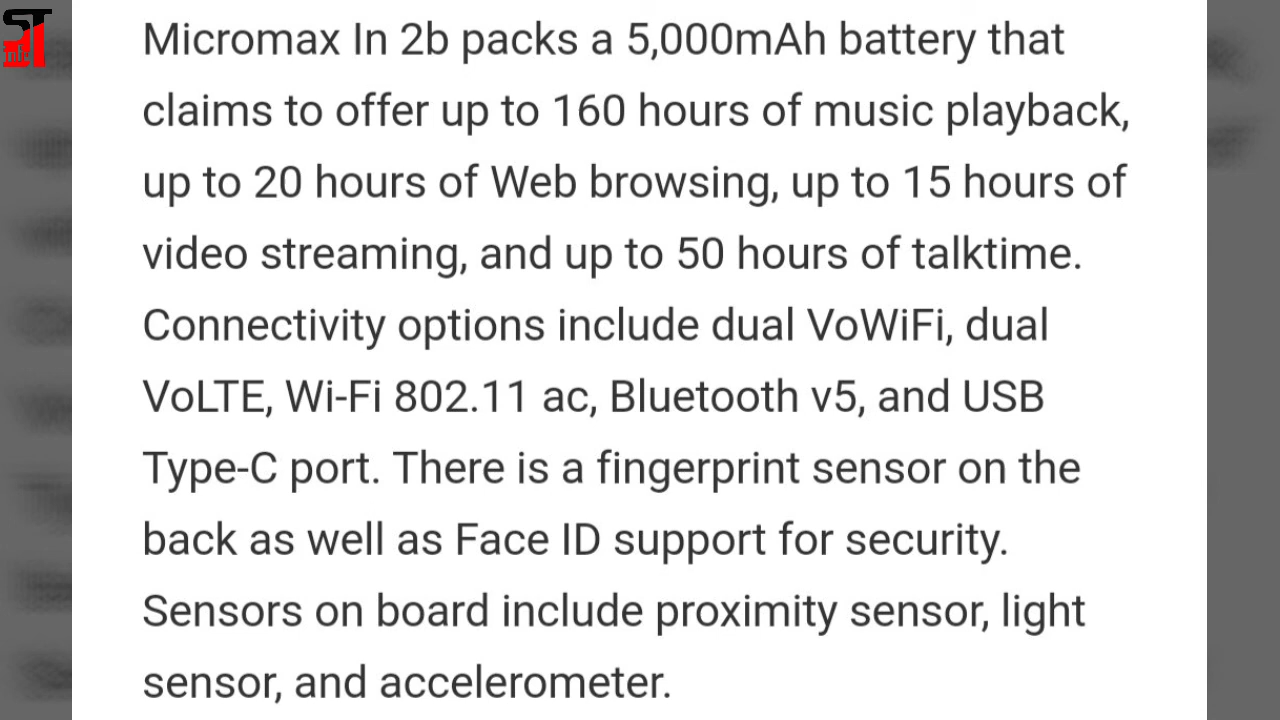 ST
nic
Micromax In 2b packs a 5,000mAh battery that
claims to offer up to 160 hours of music playback,
up to 20 hours of Web browsing, up to 15 hours of
video streaming, and up to 50 hours of talktime.
Connectivity options include dual VoWiFi, dual
VoLTE, Wi-Fi 802.11 ac, Bluetooth v5, and USB
Type-C port. There is a fingerprint sensor on the
back as well as Face ID support for security.
Sensors on board include proximity sensor, light
sensor, and accelerometer.